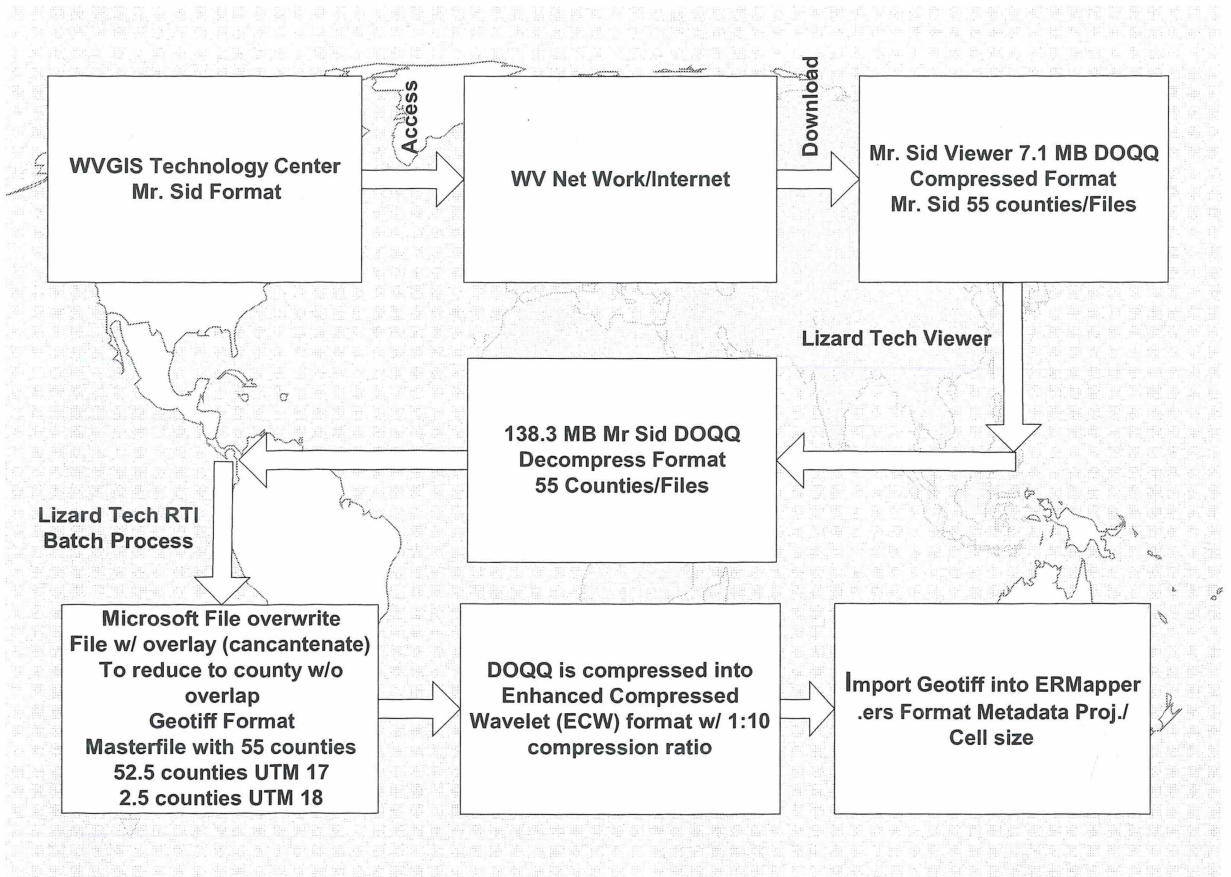 WVGIS Technology Center
Mr. Sid Format
Access
WV Net Work/Internet
Download
Mr. Sid Viewer 7.1 MB DOQQ
Compressed Format
Mr. Sid 55 counties/Files
Lizard Tech Viewer
138.3 MB Mr Sid DOQQ
Decompress Format
55 Counties/Files
Lizard Tech RTI
Batch Process
Microsoft File overwrite
File w/ overlay (cancantenate)
To reduce to county w/o
overlap
Geotiff Format
Masterfile with 55 counties
52.5 counties UTM 17
2.5 counties UTM 18
DOQQ is compressed into
Enhanced Compressed
Wavelet (ECW) format w/ 1:10
compression ratio
Import Geotiff into ERMapper
.ers Format Metadata Proj./
Cell size